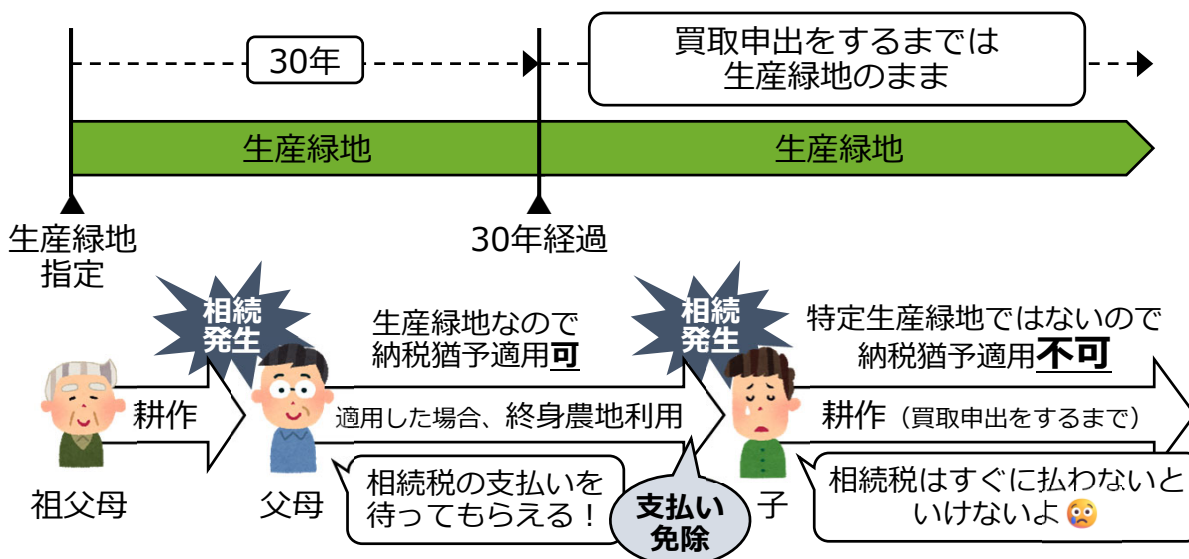 30年
買取申出をするまでは
生産緑地のまま
生産緑地
生産緑地
生産緑地
指定
30年経過
相続
発生
生産緑地なので
納税猶予適用可
相続
発生
特定生産緑地ではないので
納税猶予適用不可
耕作
適用した場合、終身農地利用
耕作（買取申出をするまで）
祖父母
父母
相続税の支払いを
待ってもらえる！
支払い
免除
子
相続税はすぐに払わないと
いけないよ😢